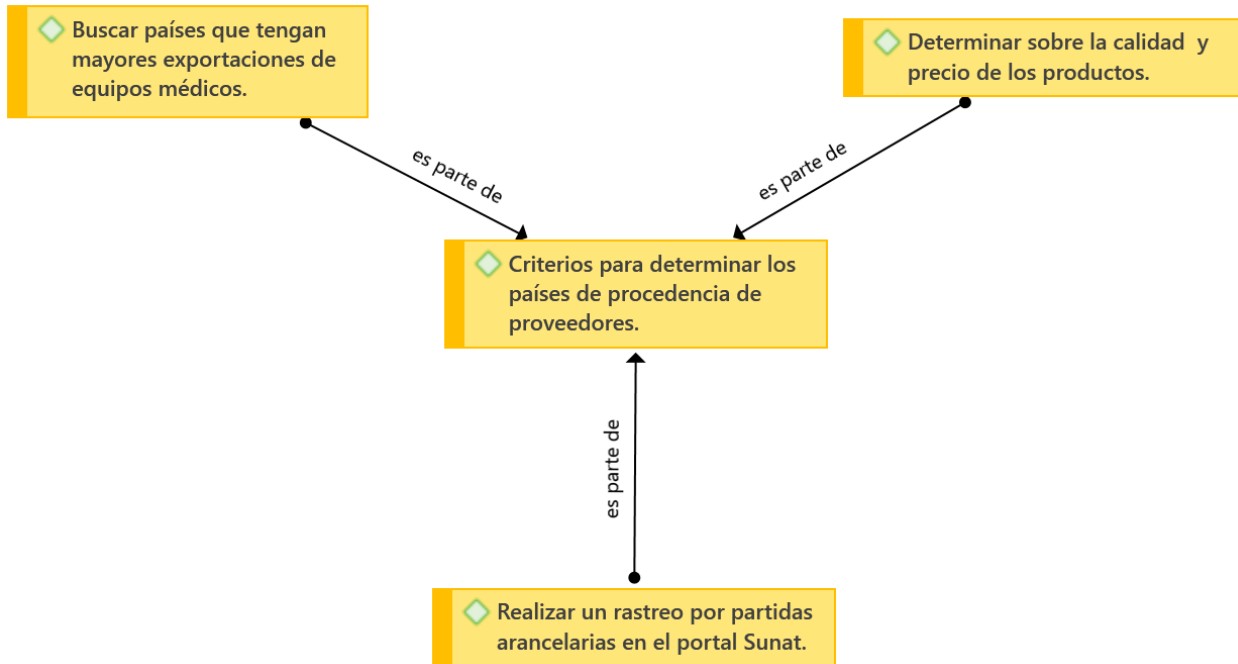 Buscar países que tengan
mayores exportaciones de
equipos médicos.
Determinar sobre la calidad  y
precio de los productos.
es parte de
es parte de
Criterios para determinar los
países de procedencia de
proveedores.
es parte de
Realizar un rastreo por partidas
arancelarias en el portal Sunat.